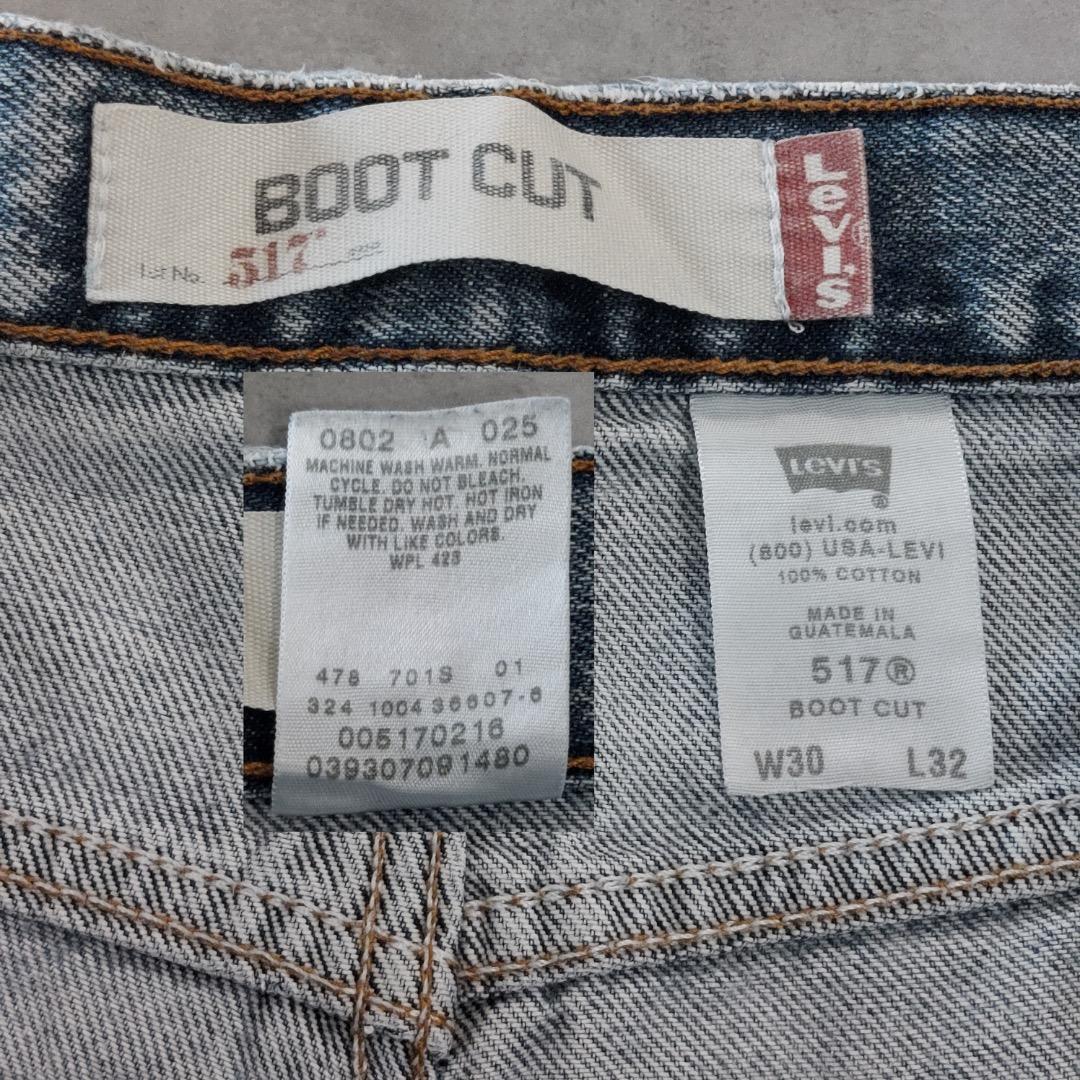 BOOT CUT
Lot No. 517
Levi's
0802 A 025
MACHINE WASH WARM. NORMAL
CYCLE. DO NOT BLEACH.
TUMBLE DRY HOT. HOT IRON
IF NEEDED. WASH AND DRY
WITH LIKE COLORS.
WPL 423
478 701S 01
324 1004 36607-6
005170216
039307091480
LEVI'S®
levi.com
(800) USA-LEVI
100% COTTON
MADE IN
GUATEMALA
517®
BOOT CUT
W30 L32